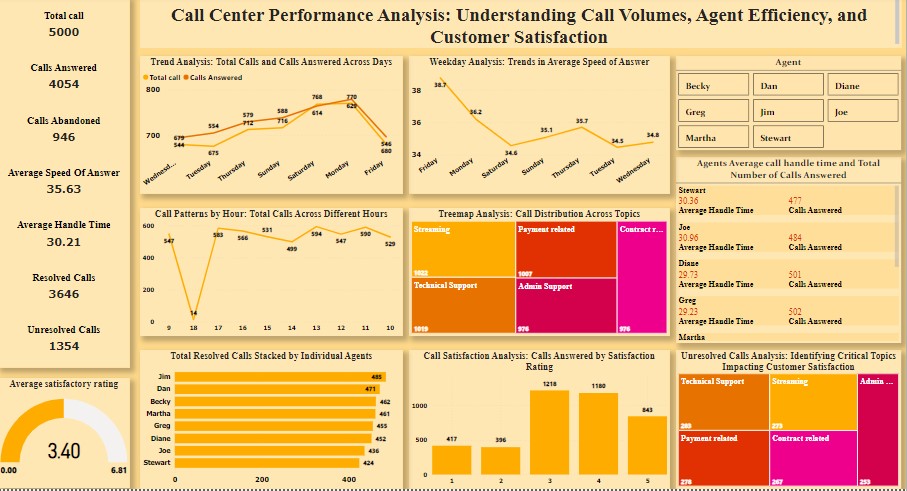 Call Center Performance Analysis: Understanding Call Volumes, Agent Efficiency, and
Customer Satisfaction
Total call
5000
Calls Answered
4054
Calls Abandoned
946
Average Speed Of Answer
35.63
Average Handle Time
30.21
Resolved Calls
3646
Unresolved Calls
1354
Average satisfactory rating
3.40
0.00
6.81
Trend Analysis: Total Calls and Calls Answered Across Days
Total call
Calls Answered
800
700
679
544
554
675
579
712
588
716
768
614
770
629
546
680
Wednesd...
Tuesday
Thursday
Sunday
Saturday
Monday
Friday
Weekday Analysis: Trends in Average Speed of Answer
38
36
34
38.7
36.2
34.6
35.1
35.7
34.5
34.8
Friday
Monday
Saturday
Sunday
Thursday
Tuesday
Wednesday
Agent
Becky
Dan
Diane
Greg
Jim
Joe
Martha
Stewart
Agents Average call handle time and Total
Number of Calls Answered
Stewart
30.36 477
Average Handle Time Calls Answered
Joe
30.96 484
Average Handle Time Calls Answered
Diane
29.73 501
Average Handle Time Calls Answered
Greg
29.23 502
Average Handle Time Calls Answered
Martha
Call Patterns by Hour: Total Calls Across Different Hours
600
400
200
0
547
14
583
566
531
499
594
547
590
529
9 18 17 16 15 14 13 12 11 10
Treemap Analysis: Call Distribution Across Topics
Streaming
1022
Technical Support
1019
Payment related
1007
Admin Support
976
Contract r...
976
Total Resolved Calls Stacked by Individual Agents
Jim 485
Dan 471
Becky 462
Martha 461
Greg 455
Diane 452
Joe 436
Stewart 424
0 200 400
Call Satisfaction Analysis: Calls Answered by Satisfaction
Rating
1000
500
0
417
396
1218
1180
843
1 2 3 4 5
Unresolved Calls Analysis: Identifying Critical Topics
Impacting Customer Satisfaction
Technical Support
Streaming
273
Admin ...
253
Payment related
Contract related
267